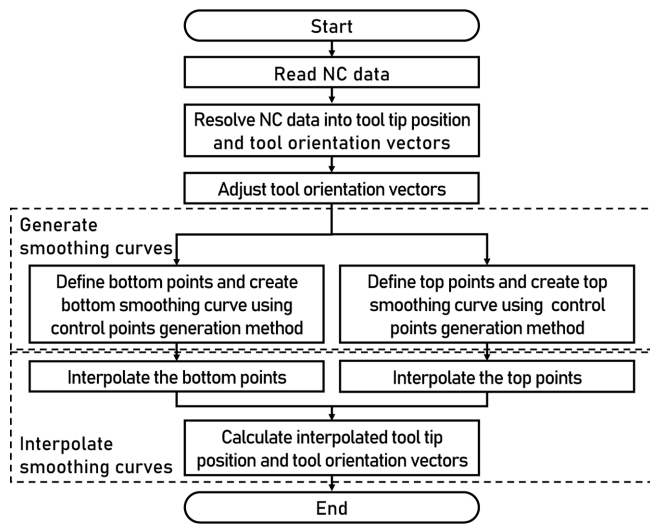 Start
Read NC data
Resolve NC data into tool tip position
and tool orientation vectors
Adjust tool orientation vectors
Generate
smoothing curves
Define bottom points and create
bottom smoothing curve using
control points generation method
Define top points and create top
smoothing curve using control
points generation method
Interpolate the bottom points
Interpolate the top points
Interpolate
smoothing curves
Calculate interpolated tool tip
position and tool orientation vectors
End